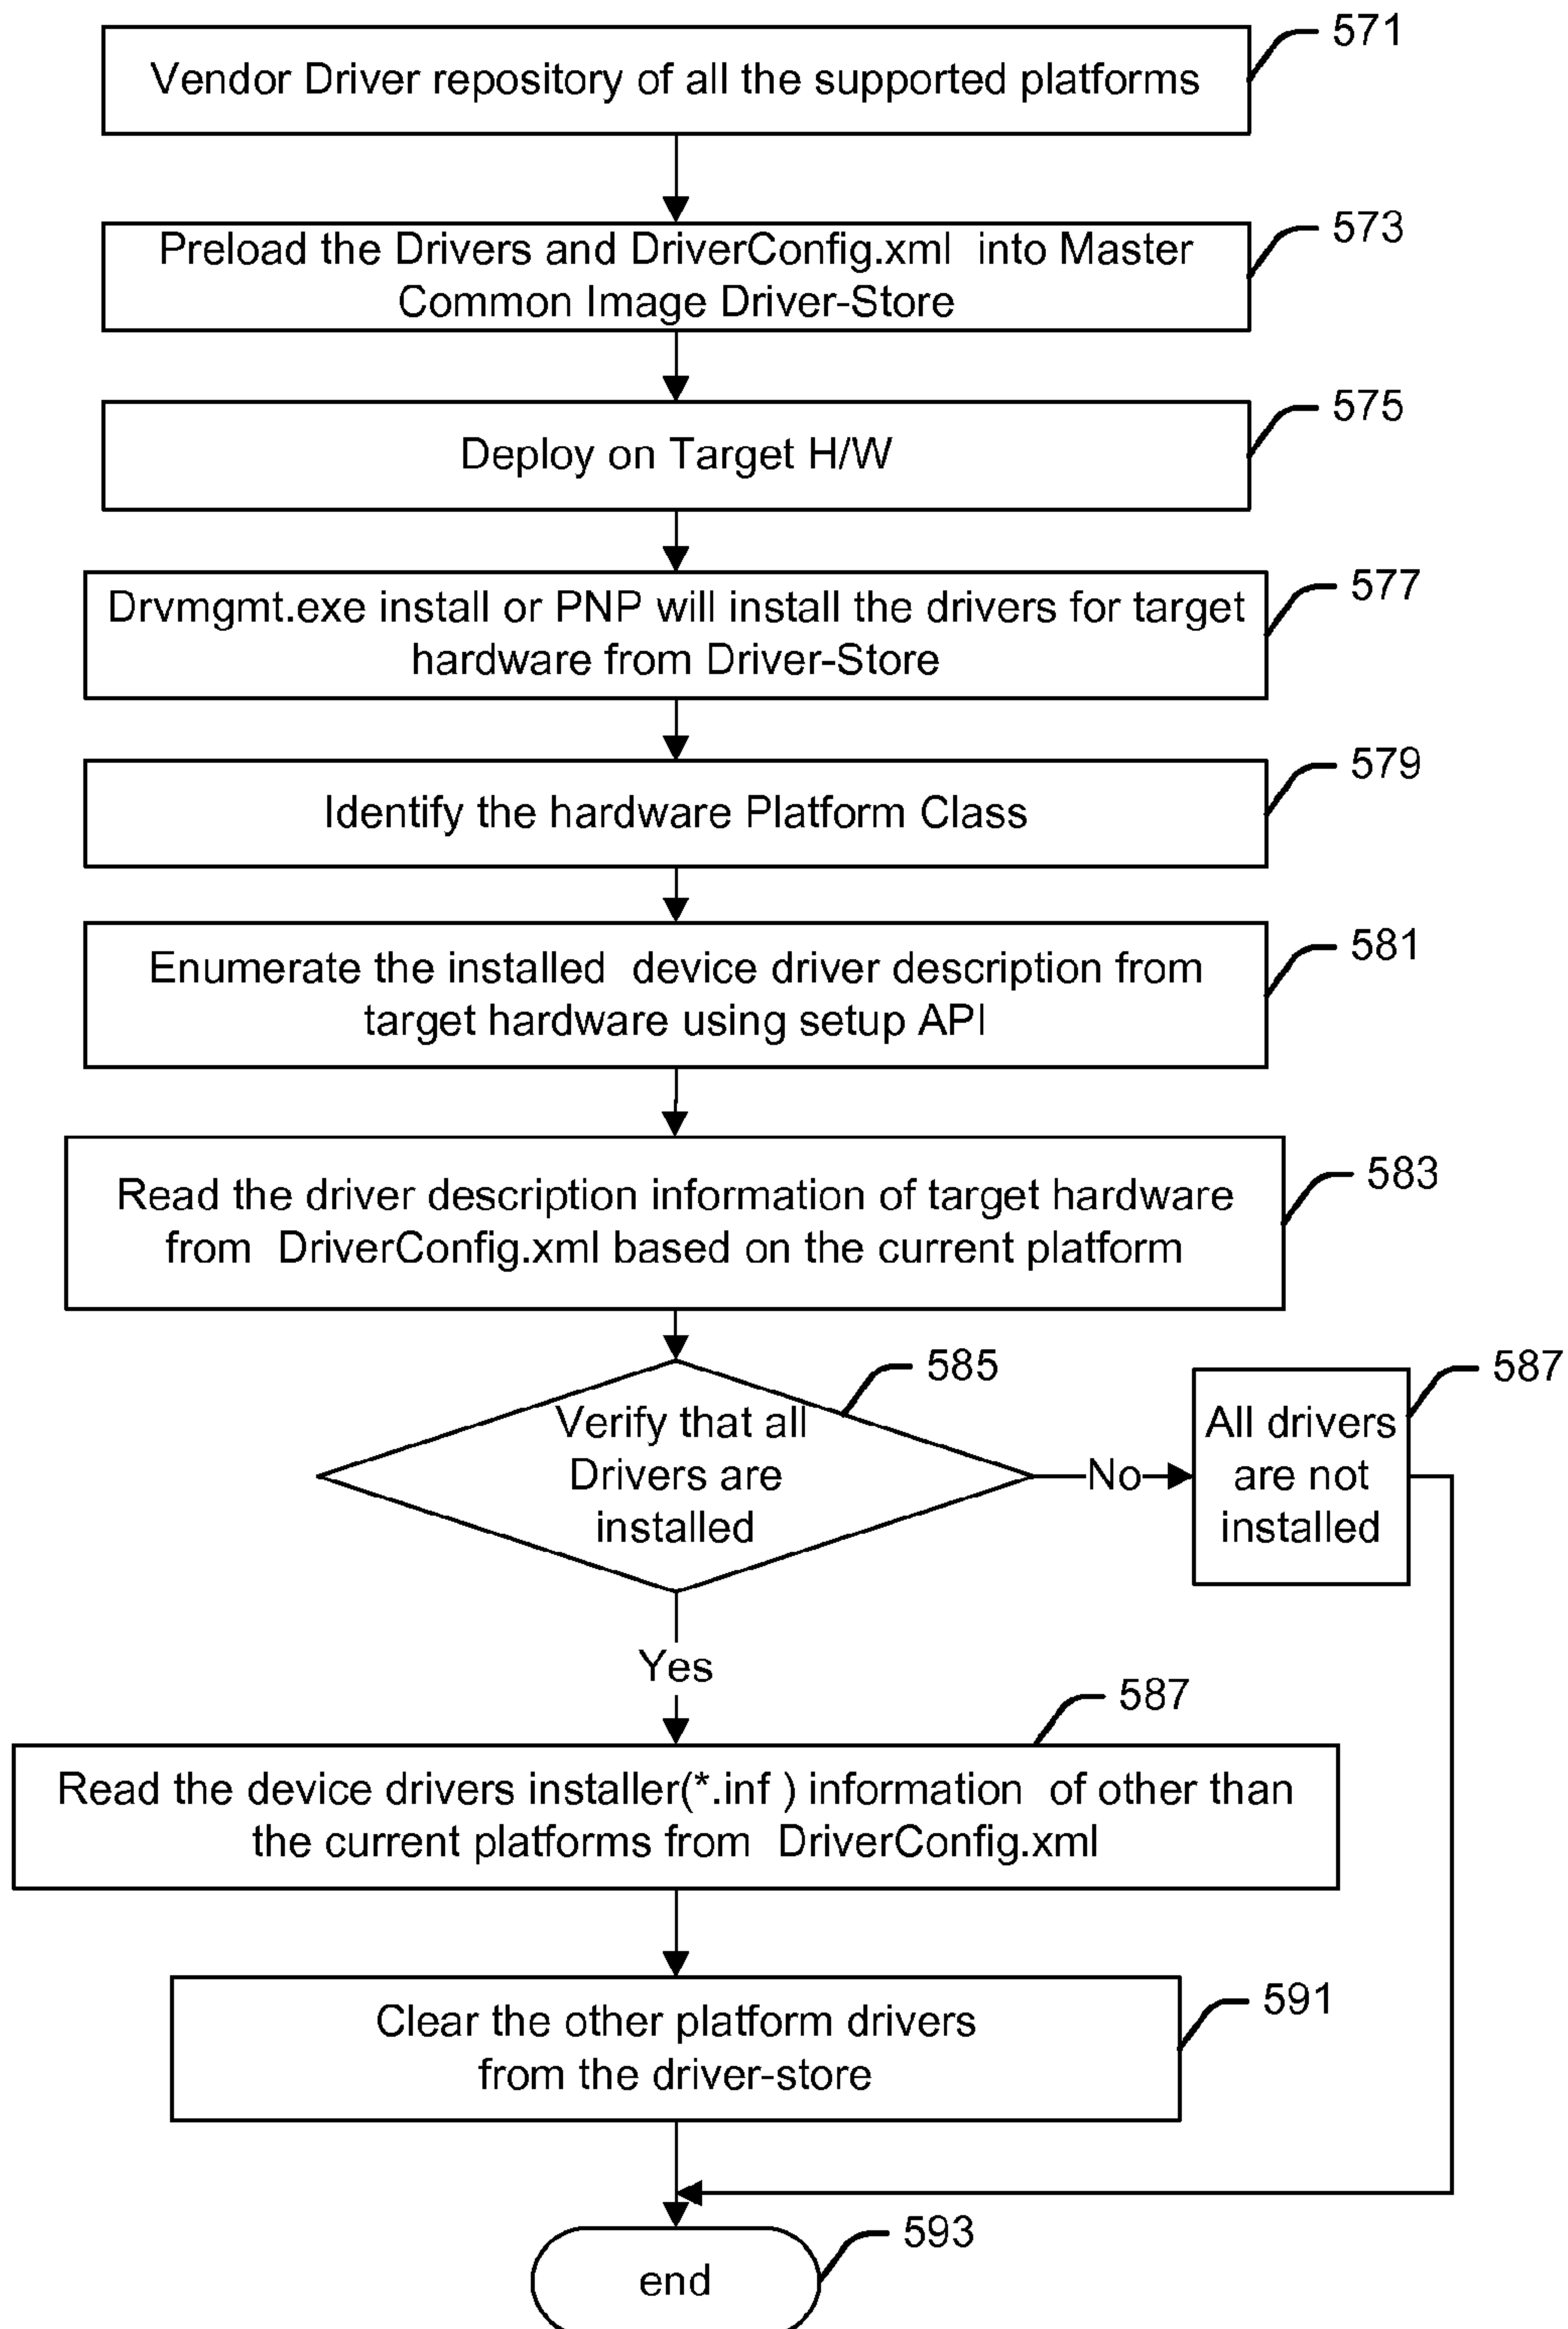 571
Vendor Driver repository of all the supported platforms
573
Preload the Drivers and DriverConfig.xml into Master
Common Image Driver-Store
575
Deploy on Target H/W
577
Drvmgmt.exe install or PNP will install the drivers for target
hardware from Driver-Store
579
Identify the hardware Platform Class
581
Enumerate the installed device driver description from
target hardware using setup API
583
Read the driver description information of target hardware
from DriverConfig.xml based on the current platform
585
Verify that all
Drivers are
installed
No
587
All drivers
are not
installed
Yes
587
Read the device drivers installer(*.inf ) information of other than
the current platforms from DriverConfig.xml
591
Clear the other platform drivers
from the driver-store
593
end